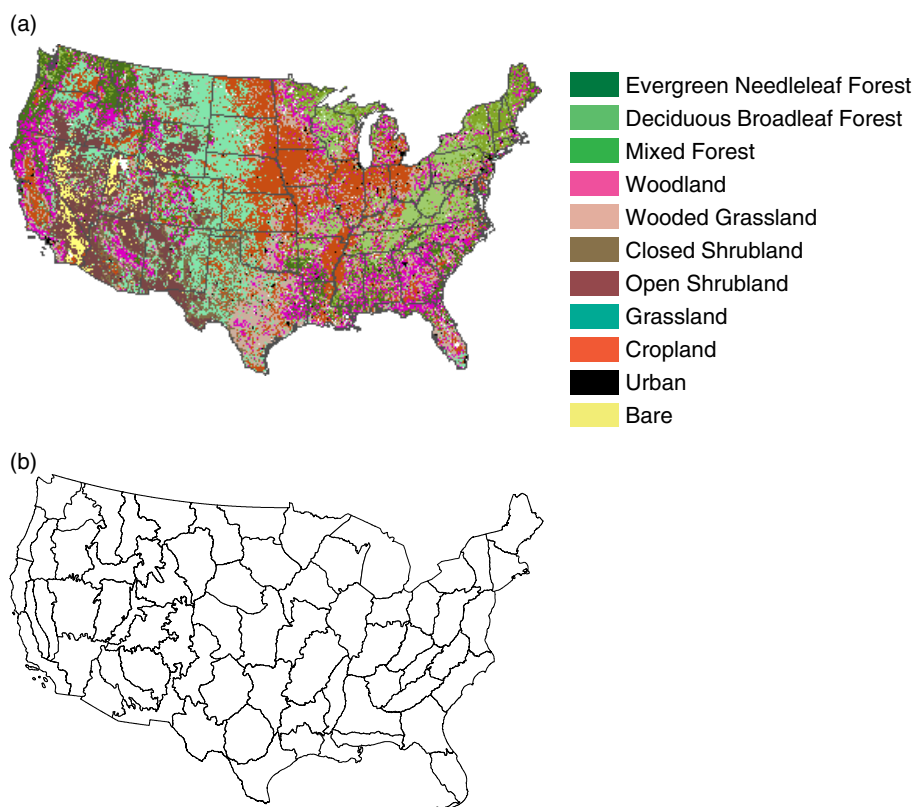 (a)
Evergreen Needleleaf Forest
Deciduous Broadleaf Forest
Mixed Forest
Woodland
Wooded Grassland
Closed Shrubland
Open Shrubland
Grassland
Cropland
Urban
Bare
(b)